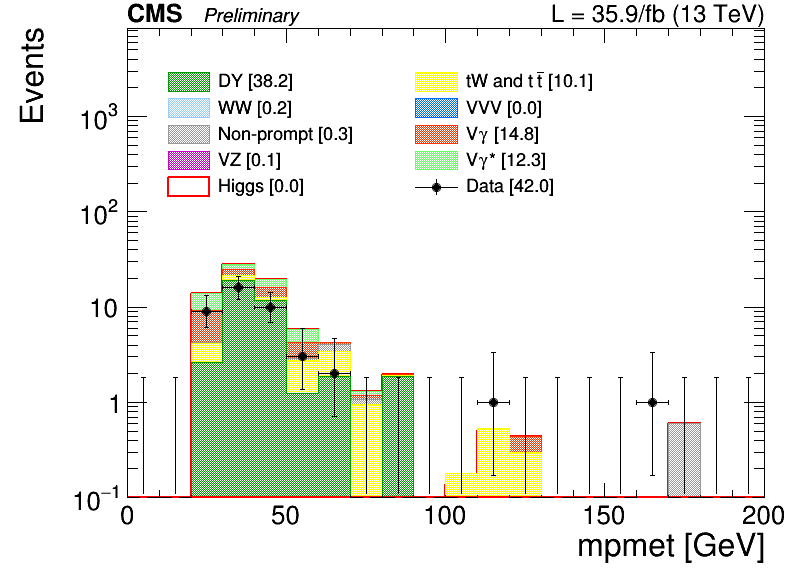 CMS Preliminary L = 35.9/fb (13 TeV)
Events
DY [38.2] tW and tt̅ [10.1]
WW [0.2] VVV [0.0]
Non-prompt [0.3] Vγ [14.8]
VZ [0.1] Vγ* [12.3]
Higgs [0.0] Data [42.0]
10³
10²
10
1
10⁻¹
0 50 100 150 200
mpmet [GeV]